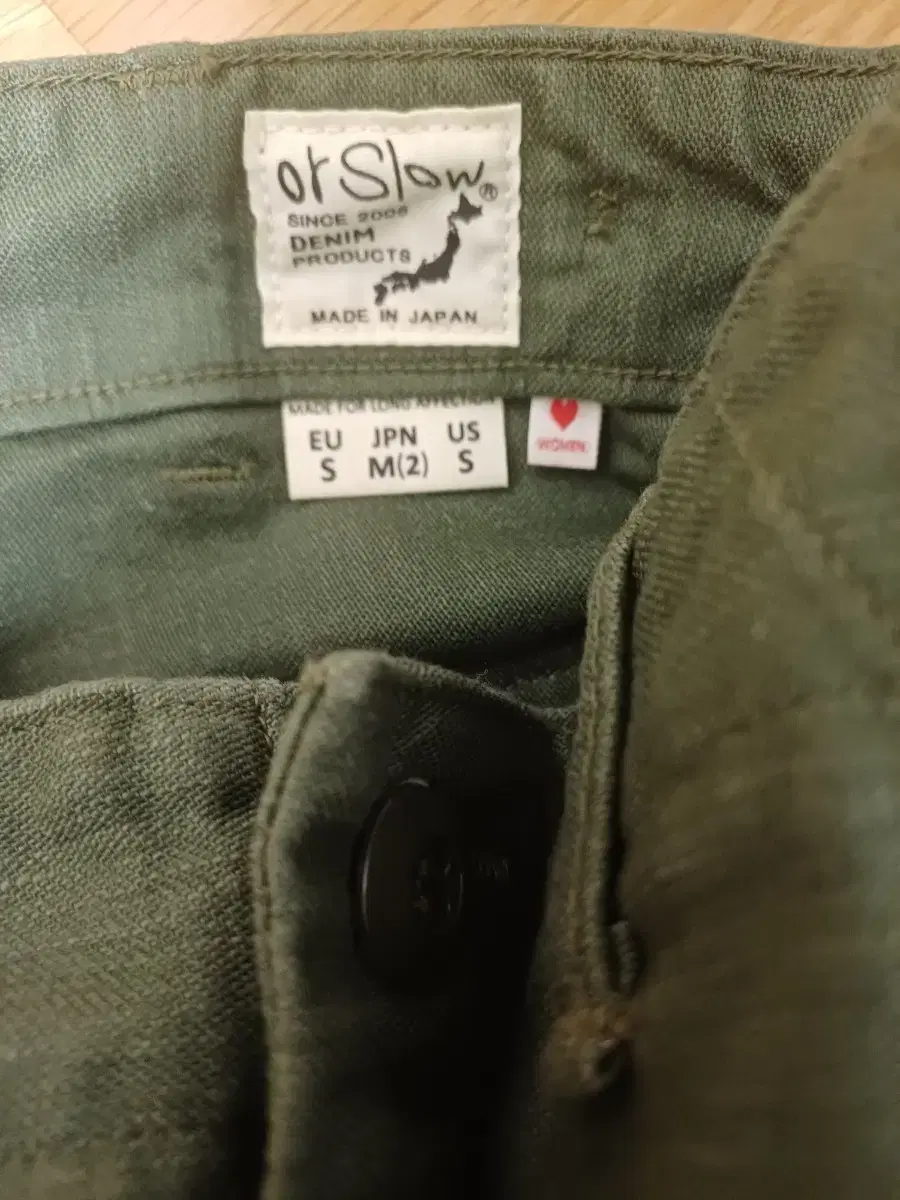 orSlow®
SINCE 2005
DENIM
PRODUCTS
MADE IN JAPAN
MADE FOR LONG AFFECTION
EU JPN US
S M(2) S
WOMEN